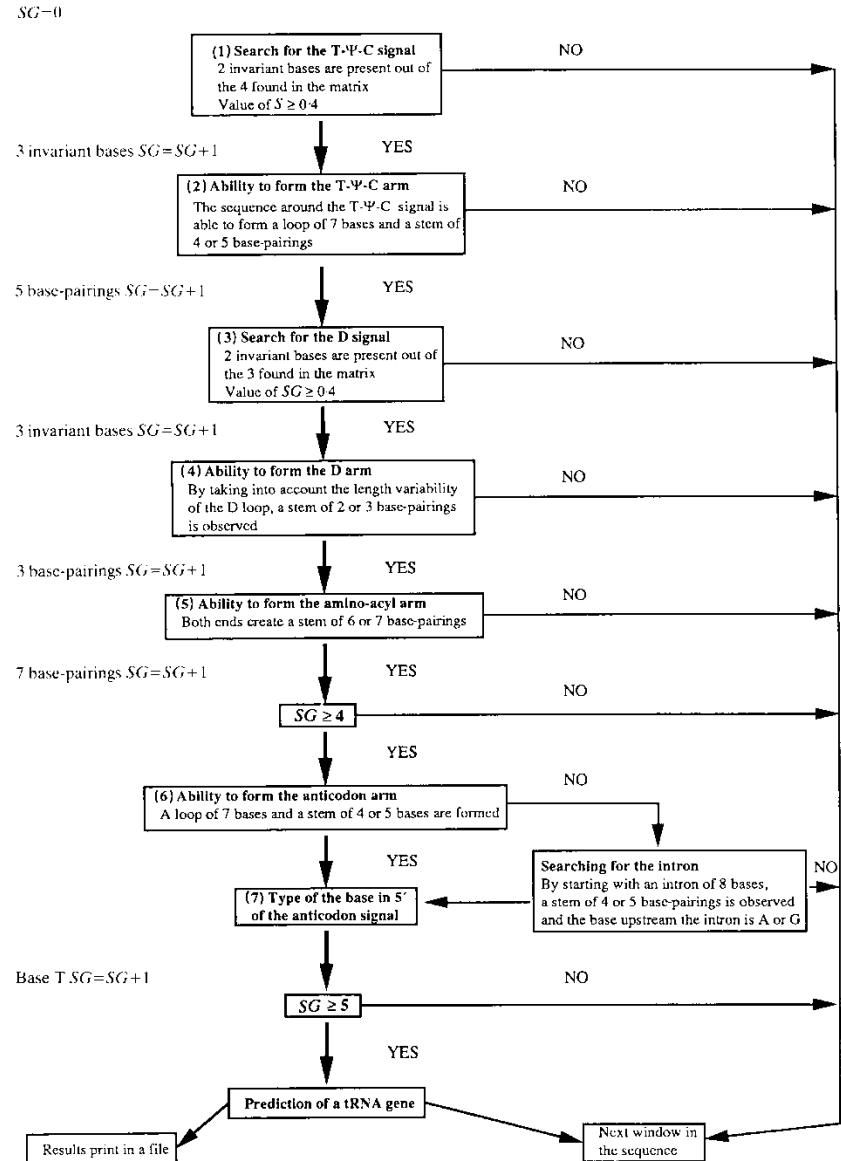 SG=0
(1) Search for the T-Ψ-C signal
2 invariant bases are present out of
the 4 found in the matrix
Value of S ≥ 0·4
NO
YES
3 invariant bases SG=SG+1
(2) Ability to form the T-Ψ-C arm
The sequence around the T-Ψ-C signal is
able to form a loop of 7 bases and a stem of
4 or 5 base-pairings
NO
YES
5 base-pairings SG=SG+1
(3) Search for the D signal
2 invariant bases are present out of
the 3 found in the matrix
Value of SG ≥ 0·4
NO
YES
3 invariant bases SG=SG+1
(4) Ability to form the D arm
By taking into account the length variability
of the D loop, a stem of 2 or 3 base-pairings
is observed
NO
YES
3 base-pairings SG=SG+1
(5) Ability to form the amino-acyl arm
Both ends create a stem of 6 or 7 base-pairings
NO
YES
7 base-pairings SG=SG+1
SG ≥ 4
NO
YES
(6) Ability to form the anticodon arm
A loop of 7 bases and a stem of 4 or 5 bases are formed
NO
YES
Searching for the intron
By starting with an intron of 8 bases,
a stem of 4 or 5 base-pairings is observed
and the base upstream the intron is A or G
NO
(7) Type of the base in 5′
of the anticodon signal
Base T SG=SG+1
SG ≥ 5
NO
YES
Prediction of a tRNA gene
Results print in a file
Next window in
the sequence